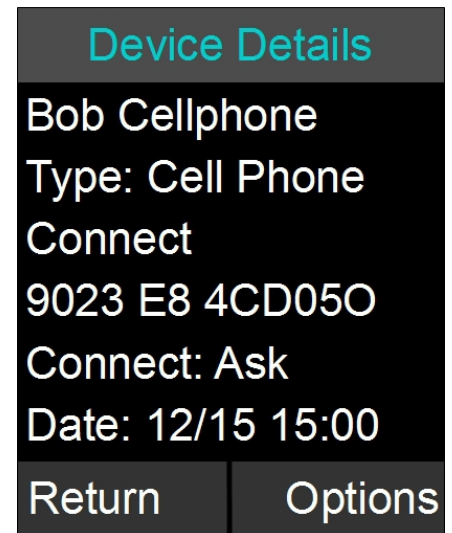 Device Details
Bob Cellphone
Type: Cell Phone
Connect
9023 E8 4CD05O
Connect: Ask
Date: 12/15 15:00
Return Options